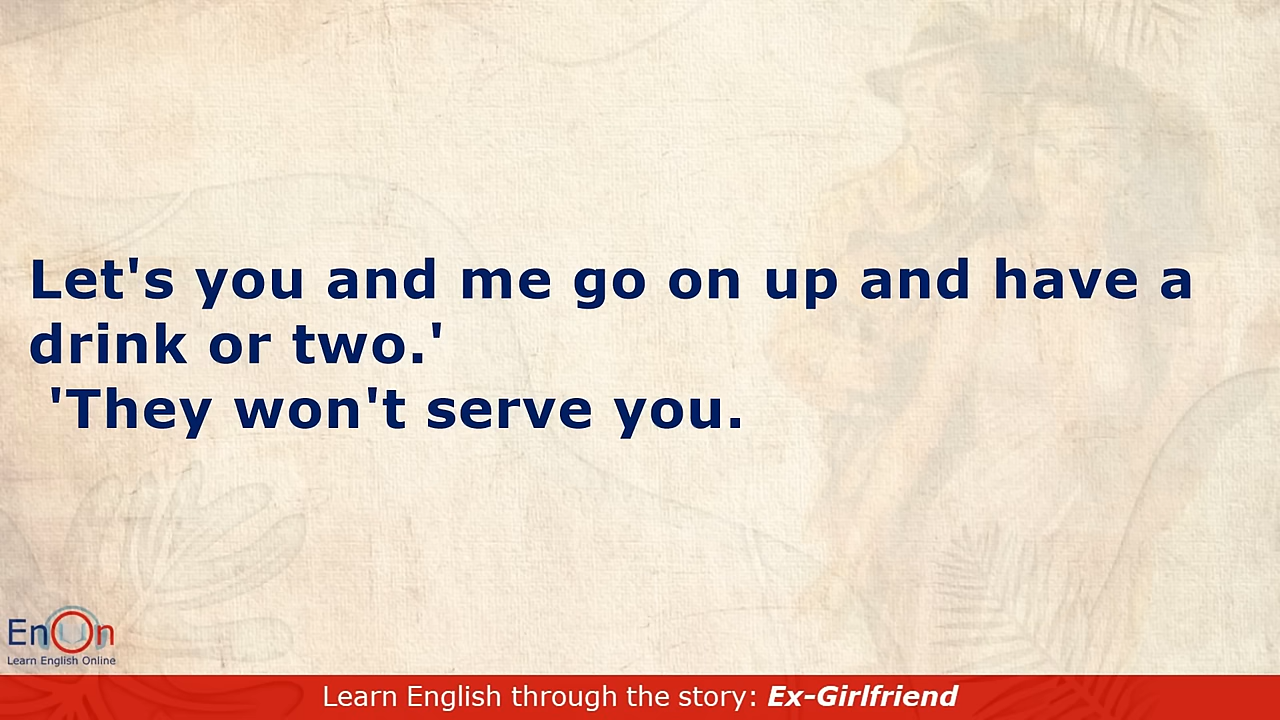 Let's you and me go on up and have a
drink or two.'
'They won't serve you.
EnOn
Learn English Online
Learn English through the story: Ex-Girlfriend